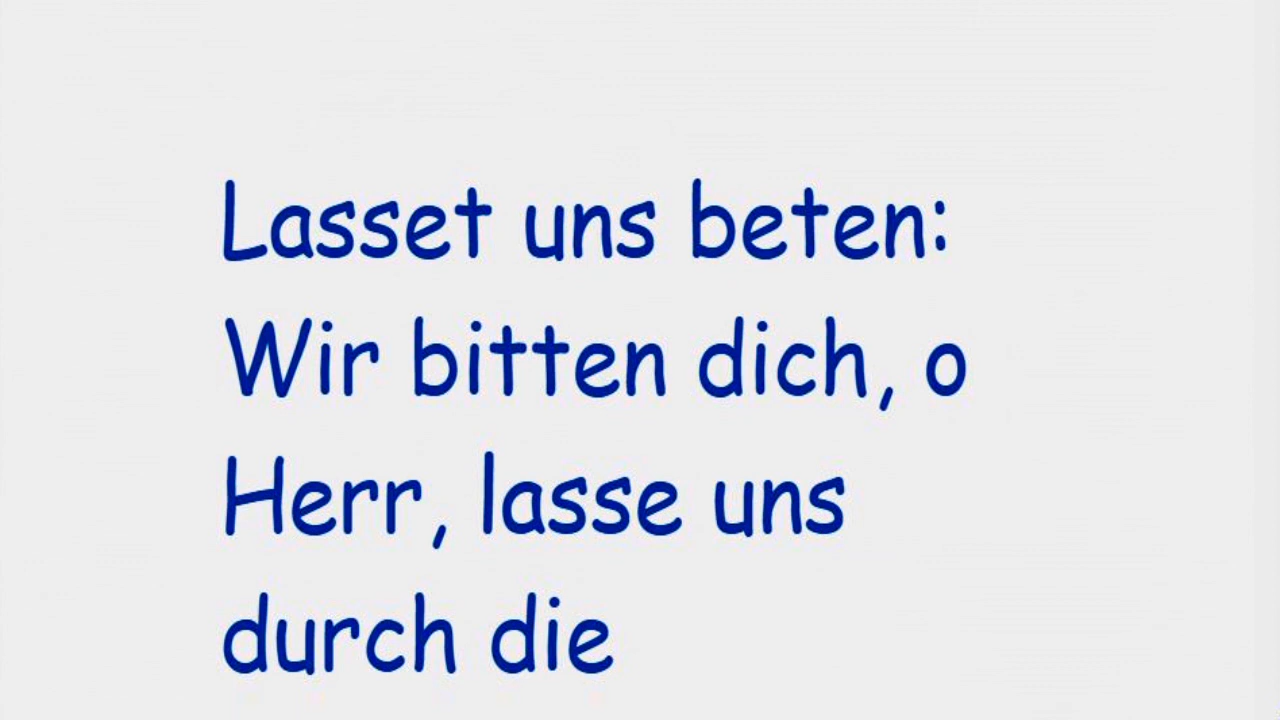 Lasset uns beten:
Wir bitten dich, o
Herr, lasse uns
durch die